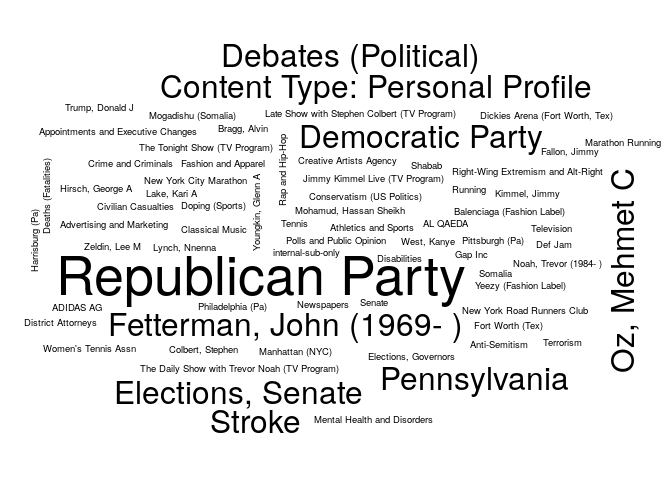 Debates (Political)
Content Type: Personal Profile
Trump, Donald J
Mogadishu (Somalia)
Late Show with Stephen Colbert (TV Program)
Dickies Arena (Fort Worth, Tex)
Appointments and Executive Changes
Bragg, Alvin
Democratic Party
Marathon Running
The Tonight Show (TV Program)
Fallon, Jimmy
Crime and Criminals
Fashion and Apparel
Rap and Hip-Hop
Creative Artists Agency
Shabab
Right-Wing Extremism and Alt-Right
Deaths (Fatalities)
New York City Marathon
Jimmy Kimmel Live (TV Program)
Hirsch, George A
Lake, Kari A
Youngkin, Glenn A
Conservatism (US Politics)
Running
Kimmel, Jimmy
Civilian Casualties
Doping (Sports)
Mohamud, Hassan Sheikh
Balenciaga (Fashion Label)
Oz, Mehmet C
Harrisburg (Pa)
Advertising and Marketing
Classical Music
Tennis
Athletics and Sports
AL QAEDA
Television
Zeldin, Lee M
Lynch, Nnenna
Polls and Public Opinion
West, Kanye
Pittsburgh (Pa)
Def Jam
internal-sub-only
Disabilities
Gap Inc
Noah, Trevor (1984- )
Republican Party
Somalia
Yeezy (Fashion Label)
ADIDAS AG
Philadelphia (Pa)
Newspapers
Senate
New York Road Runners Club
District Attorneys
Fetterman, John (1969- )
Fort Worth (Tex)
Women's Tennis Assn
Colbert, Stephen
Manhattan (NYC)
Elections, Governors
Anti-Semitism
Terrorism
The Daily Show with Trevor Noah (TV Program)
Pennsylvania
Elections, Senate
Stroke
Mental Health and Disorders